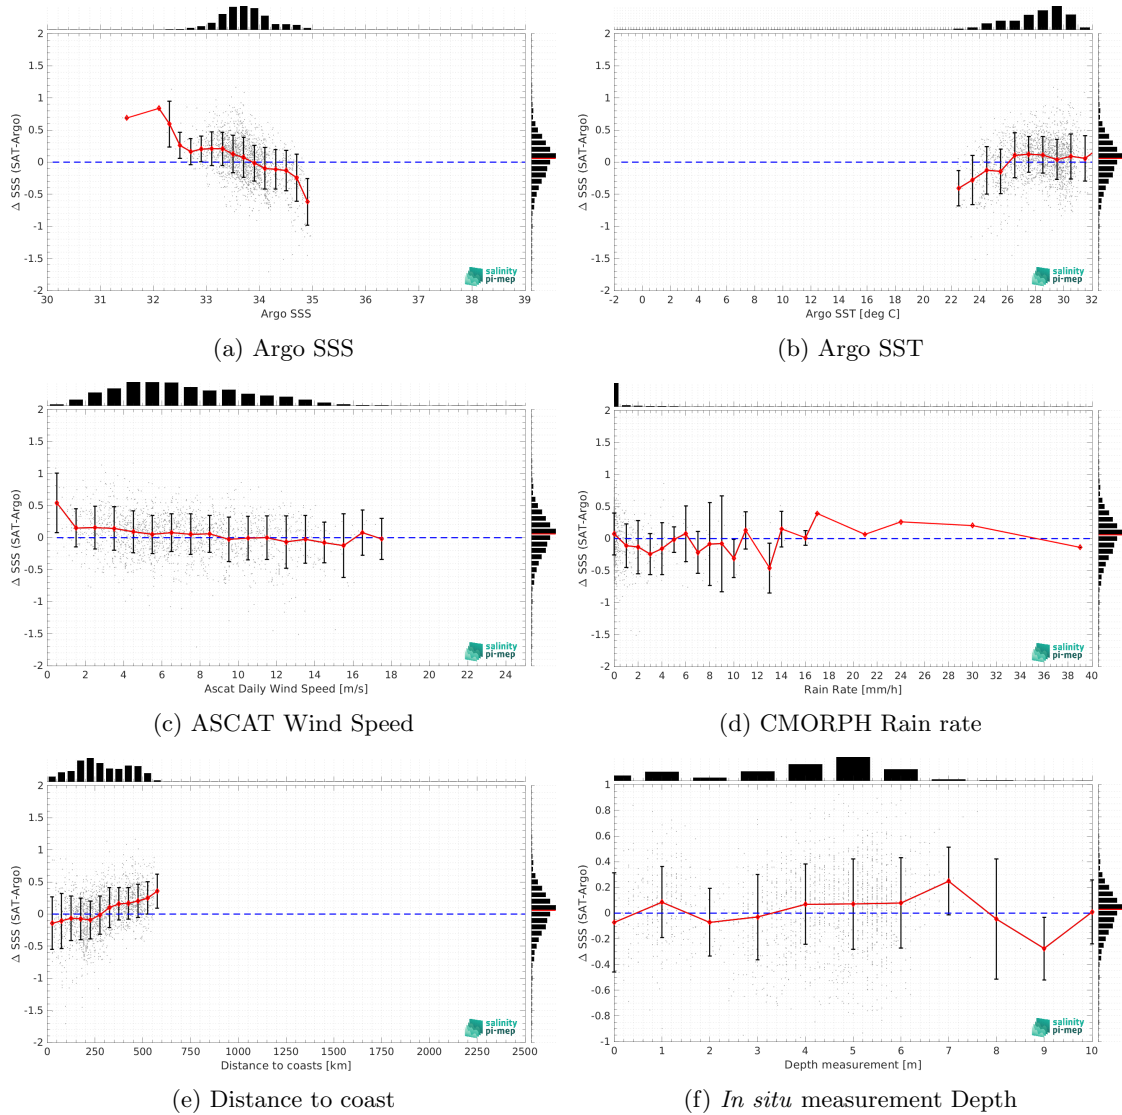 2
1.5
1
0.5
0
-0.5
-1
-1.5
-2
Δ SSS (SAT-Argo)
30 31 32 33 34 35 36 37 38 39
Argo SSS
salinity
pi-mep
(a) Argo SSS
2
1.5
1
0.5
0
-0.5
-1
-1.5
-2
Δ SSS (SAT-Argo)
-2 0 2 4 6 8 10 12 14 16 18 20 22 24 26 28 30 32
Argo SST [deg C]
salinity
pi-mep
(b) Argo SST
2
1.5
1
0.5
0
-0.5
-1
-1.5
-2
Δ SSS (SAT-Argo)
0 2 4 6 8 10 12 14 16 18 20 22 24
Ascat Daily Wind Speed [m/s]
salinity
pi-mep
(c) ASCAT Wind Speed
2
1.5
1
0.5
0
-0.5
-1
-1.5
-2
Δ SSS (SAT-Argo)
0 2 4 6 8 10 12 14 16 18 20 22 24 26 28 30 32 34 36 38 40
Rain Rate [mm/h]
salinity
pi-mep
(d) CMORPH Rain rate
2
1.5
1
0.5
0
-0.5
-1
-1.5
-2
Δ SSS (SAT-Argo)
0 250 500 750 1000 1250 1500 1750 2000 2250 2500
Distance to coasts [km]
salinity
pi-mep
(e) Distance to coast
1
0.8
0.6
0.4
0.2
0
-0.2
-0.4
-0.6
-0.8
-1
Δ SSS (SAT-Argo)
0 1 2 3 4 5 6 7 8 9 10
Depth measurement [m]
salinity
pi-mep
(f) In situ measurement Depth